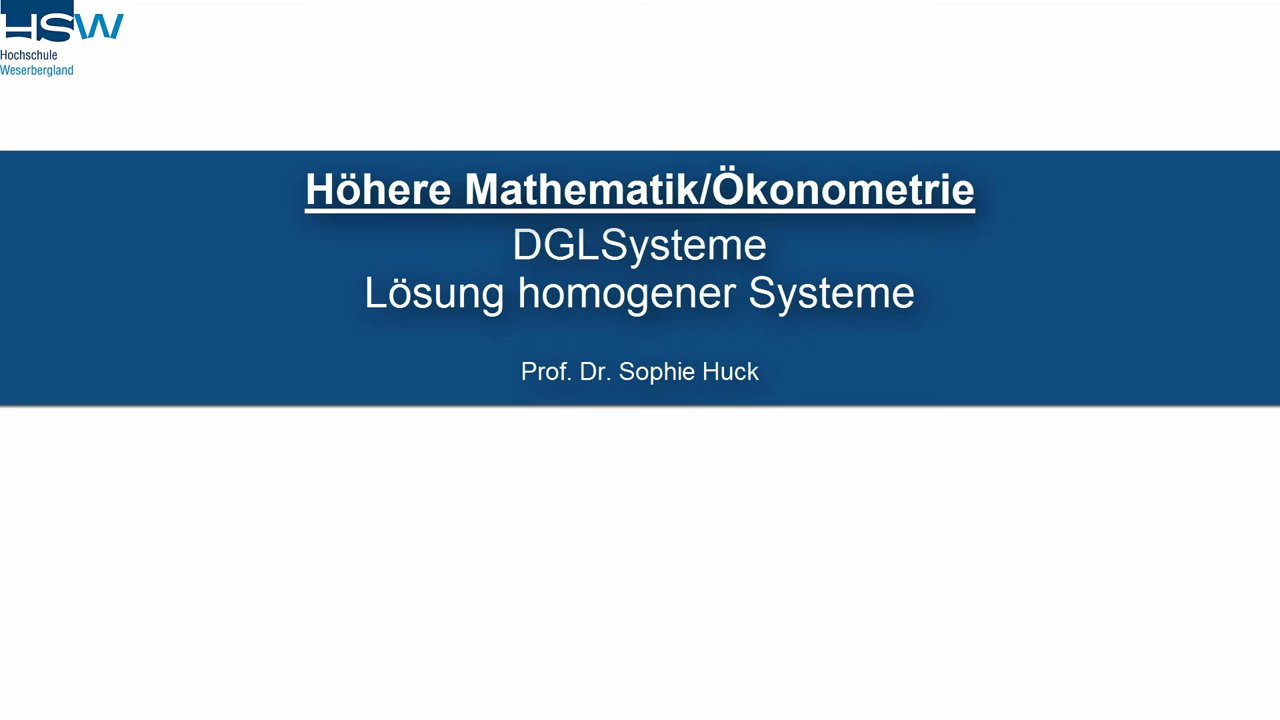 HSW
Hochschule
Weserbergland
Höhere Mathematik/Ökonometrie
DGLSysteme
Lösung homogener Systeme
Prof. Dr. Sophie Huck